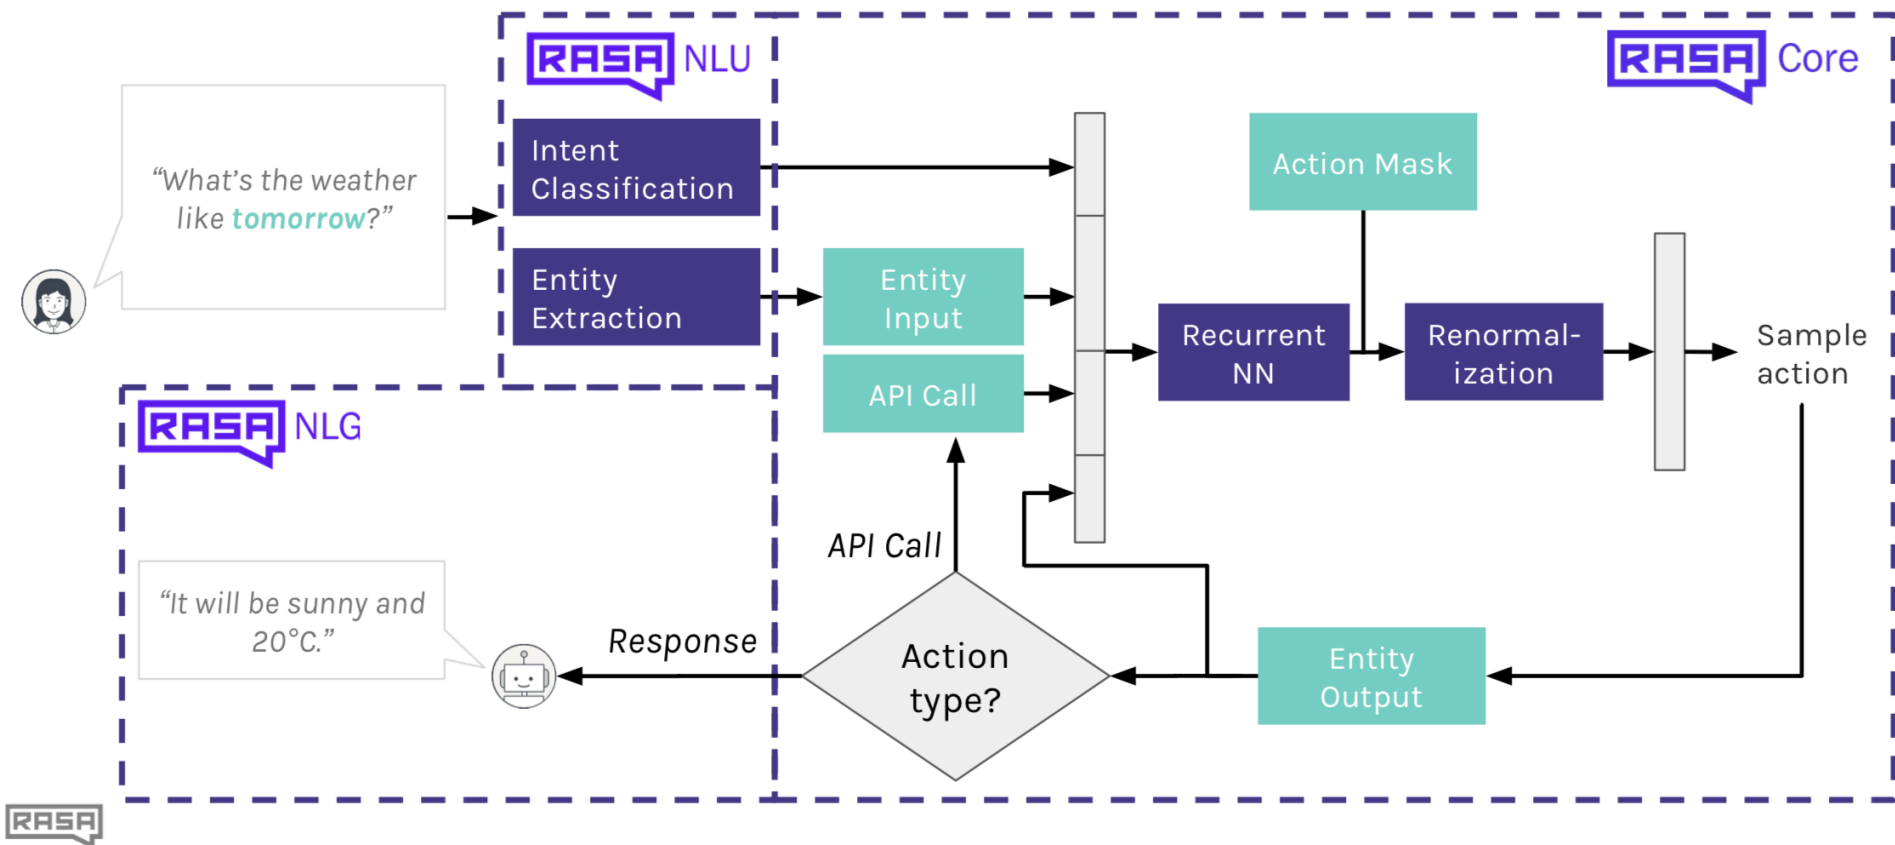 RASA NLU
RASA Core
“What’s the weather
like tomorrow?”
Intent
Classification
Entity
Extraction
Entity
Input
API Call
Action Mask
Recurrent
NN
Renormal-
ization
Sample
action
RASA NLG
API Call
“It will be sunny and
20°C.”
Response
Action
type?
Entity
Output
RASA